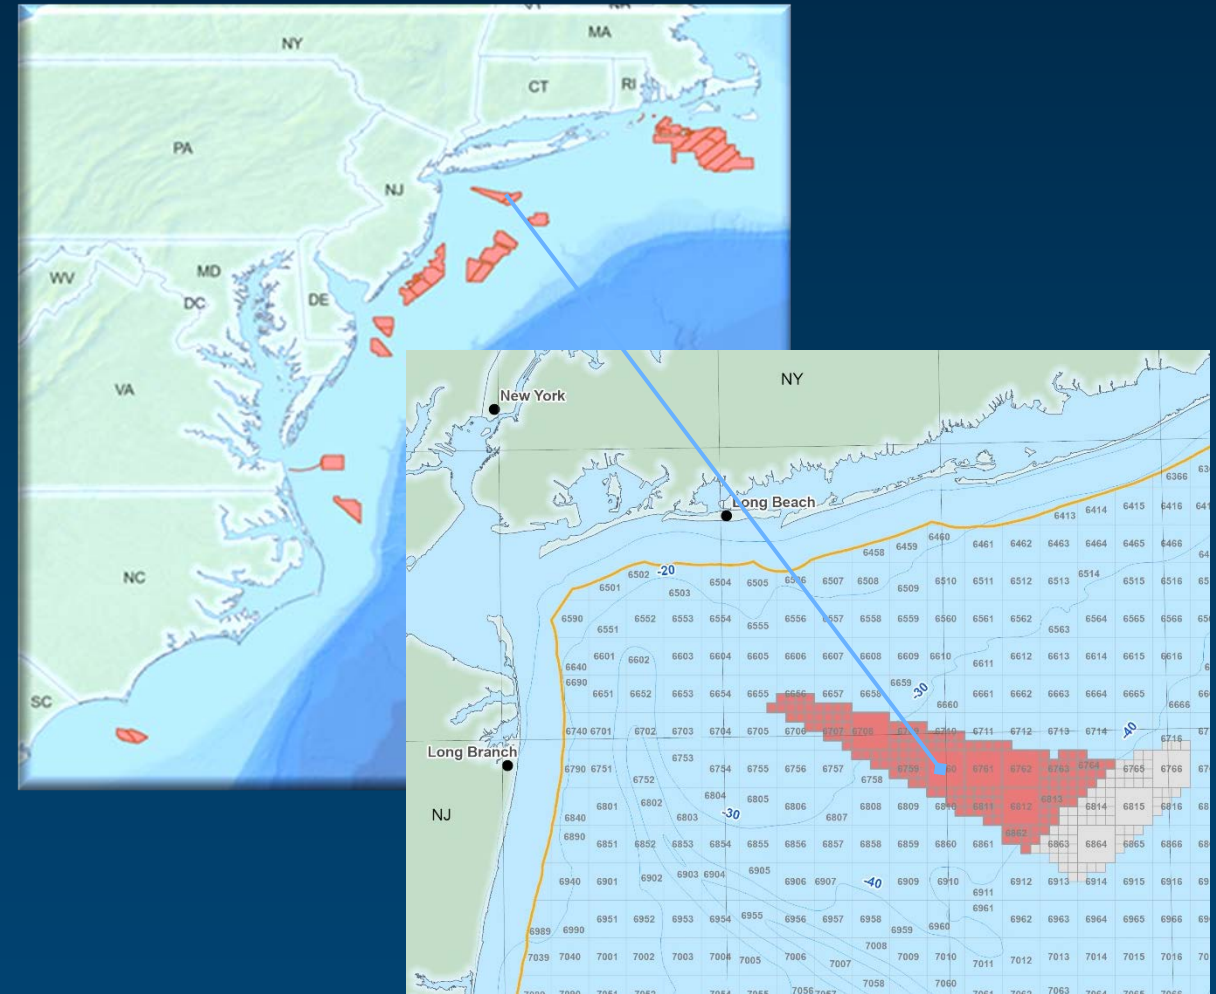 NY
MA
CT
RI
PA
NJ
WV
MD
DC
DE
VA
NC
SC
NY
New York
Long Beach
6366
6413 6414 6415 6416
6458 6459 6460 6461 6462 6463 6464 6465 6466
-20
6501 6502 6503 6504 6505 6507 6508 6509 6510 6511 6512 6513 6514 6515 6516
6590 6551 6552 6553 6554 6555 6556 6557 6558 6559 6560 6561 6562 6563 6564 6565 6566
6640 6601 6602 6603 6604 6605 6606 6607 6608 6609 6610 6611 6612 6613 6614 6615 6616
6690 6651 6652 6653 6654 6655 6656 6657 6658 6659 6660 6661 6662 6663 6664 6665 6666
-30
-40
6740 6701 6702 6703 6704 6705 6706 6707 6708 6710 6711 6712 6713 6714 6716
Long Branch
6790 6751 6752 6753 6754 6755 6756 6757 6758 6759 6761 6762 6763 6764 6765 6766
NJ
6840 6801 6802 6803 6804 6805 6806 6807 6808 6809 6810 6811 6812 6813 6814 6815 6816
-30
6890 6851 6852 6853 6854 6855 6856 6857 6858 6859 6860 6861 6862 6863 6864 6865 6866
6940 6901 6902 6903 6904 6905 6906 6907 -40 6909 6910 6911 6912 6913 6914 6915 6916
6989 6990 6951 6952 6953 6954 6955 6956 6957 6958 6959 6960 6961 6962 6963 6964 6965 6966
7039 7040 7001 7002 7003 7004 7005 7006 7007 7008 7009 7010 7011 7012 7013 7014 7015 7016
7058 7060